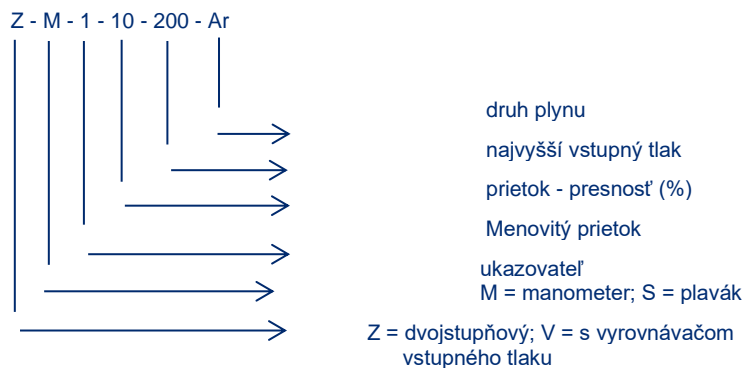 Z - M - 1 - 10 - 200 - Ar
druh plynu
najvyšší vstupný tlak
prietok - presnosť (%)
Menovitý prietok
ukazovateľ
M = manometer; S = plavák
Z = dvojstupňový; V = s vyrovnávačom
vstupného tlaku